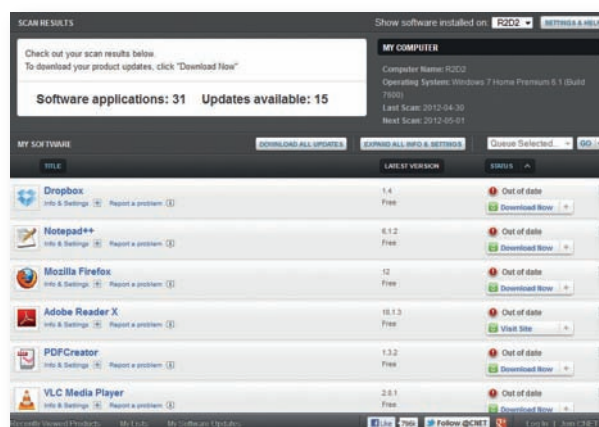 SCAN RESULTS
Show software installed on: R2D2 SETTINGS & HELP
Check out your scan results below.
To download your product updates, click "Download Now"
Software applications: 31 Updates available: 15
MY COMPUTER
Computer Name: R2D2
Operating System: Windows 7 Home Premium 6.1 (Build
7600)
Last Scan: 2012-04-30
Next Scan: 2012-05-01
MY SOFTWARE DOWNLOAD ALL UPDATES EXPAND ALL INFO & SETTINGS Queue Selected... GO
TITLE LATEST VERSION STATUS
Dropbox 1.4 Out of date
Info & Settings Report a problem Free Download Now
Notepad++ 6.1.2 Out of date
Info & Settings Report a problem Free Download Now
Mozilla Firefox 12 Out of date
Info & Settings Report a problem Free Download Now
Adobe Reader X 10.1.3 Out of date
Info & Settings Report a problem Free Visit Site
PDFCreator 1.3.2 Out of date
Info & Settings Report a problem Free Download Now
VLC Media Player 2.0.1 Out of date
Info & Settings Report a problem Free Download Now
Recently Viewed Products My Lists My Software Updates Like Follow @CNET Log In | Join CNET